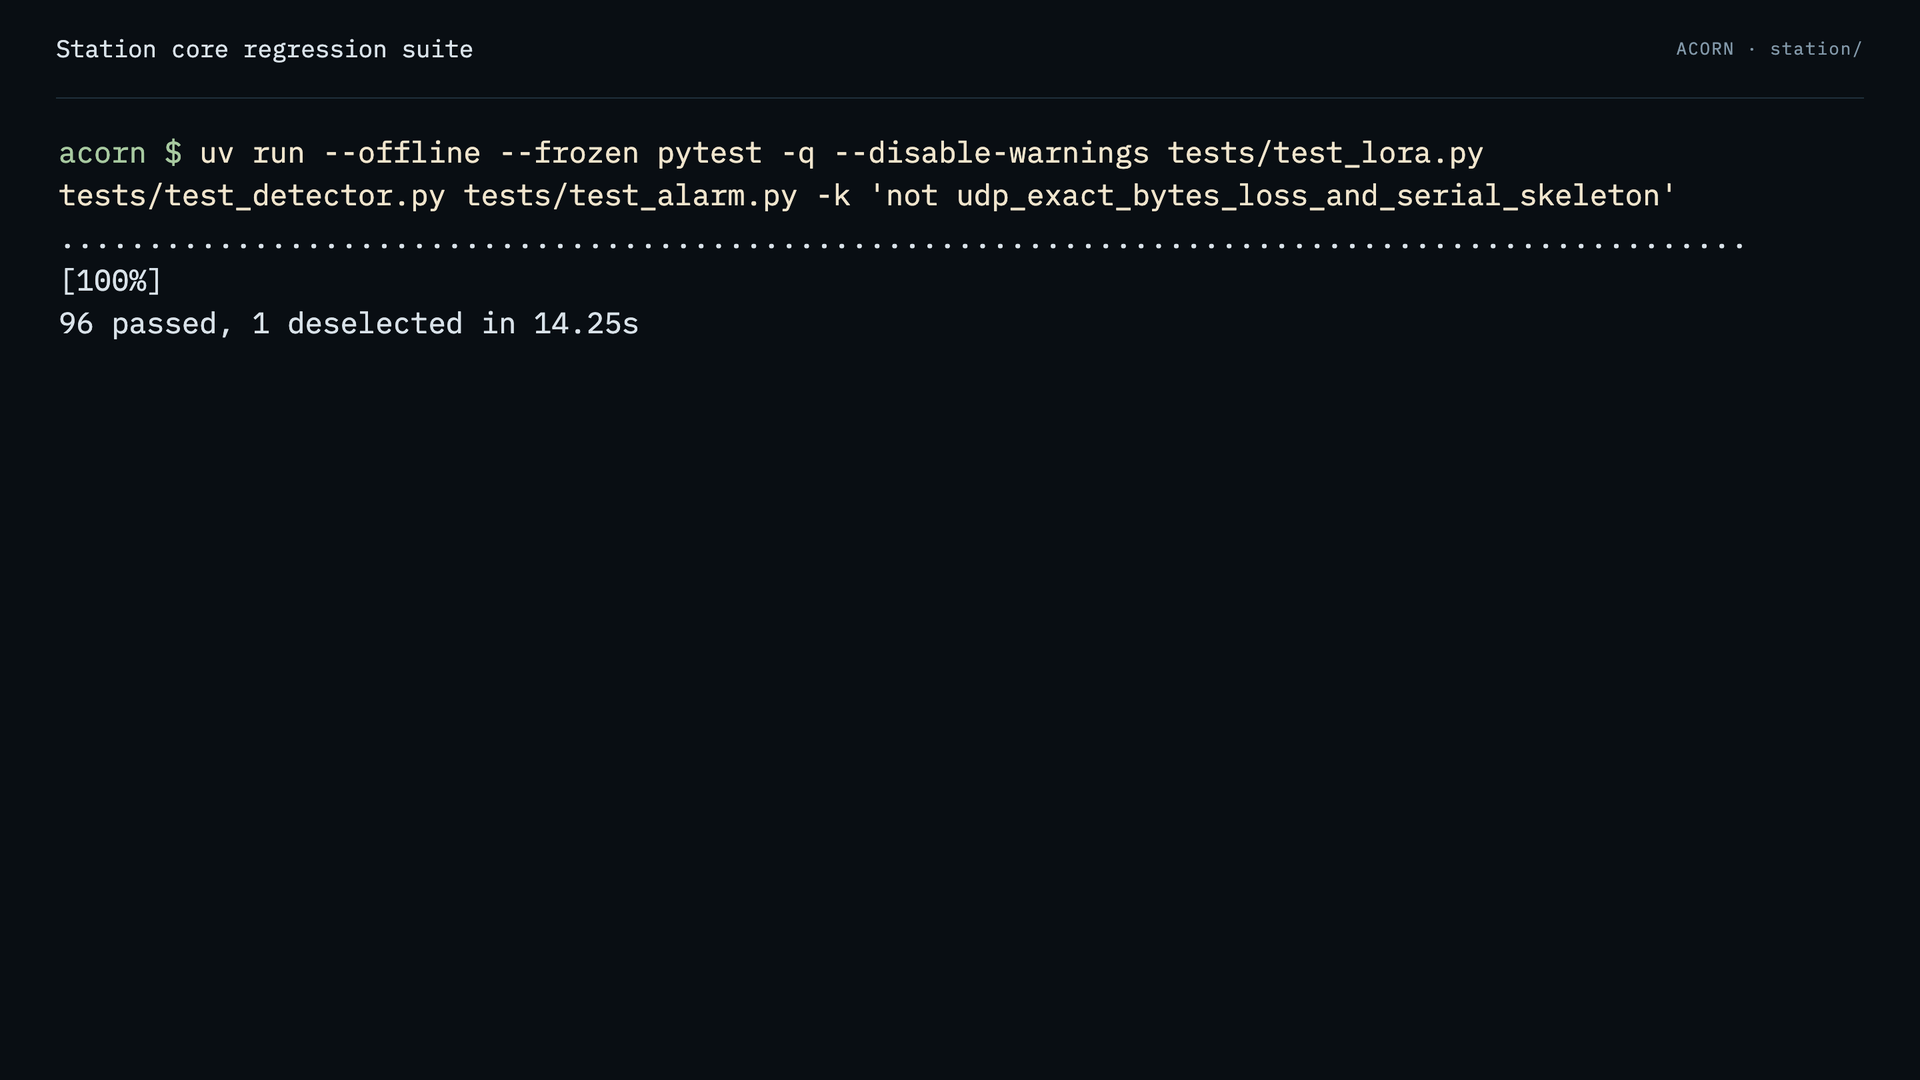 Station core regression suite
ACORN · station/
acorn $ uv run --offline --frozen pytest -q --disable-warnings tests/test_lora.py
tests/test_detector.py tests/test_alarm.py -k 'not udp_exact_bytes_loss_and_serial_skeleton'
................................................................................................
[100%]
96 passed, 1 deselected in 14.25s